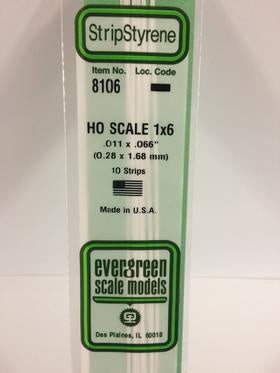 StripStyrene
Item No. Loc. Code
8106
HO SCALE 1x6
.011 x .066"
(0.28 x 1.68 mm)
10 Strips
Made in U.S.A.
evergreen
scale models
Des Plaines, IL 60018